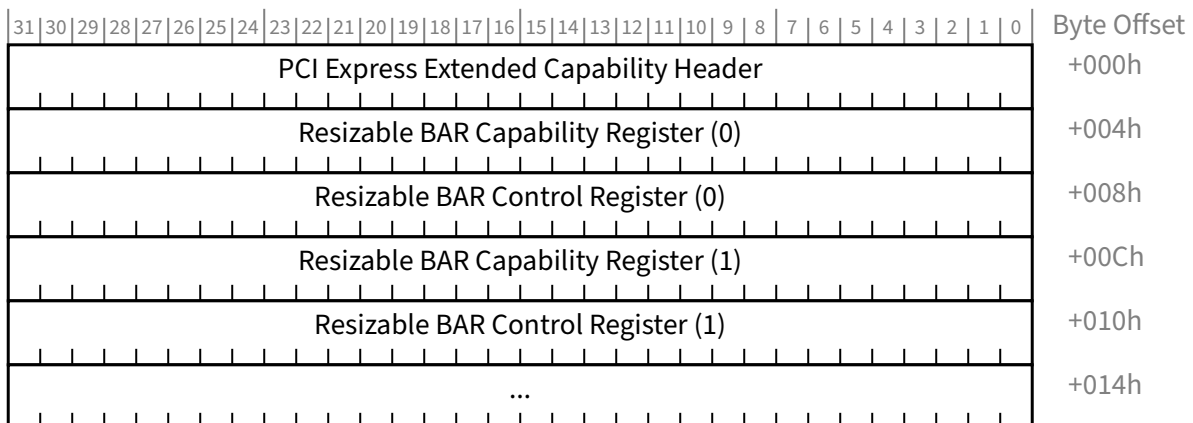 31 30 29 28 27 26 25 24 23 22 21 20 19 18 17 16 15 14 13 12 11 10 9 8 7 6 5 4 3 2 1 0 Byte Offset
PCI Express Extended Capability Header +000h
Resizable BAR Capability Register (0) +004h
Resizable BAR Control Register (0) +008h
Resizable BAR Capability Register (1) +00Ch
Resizable BAR Control Register (1) +010h
... +014h